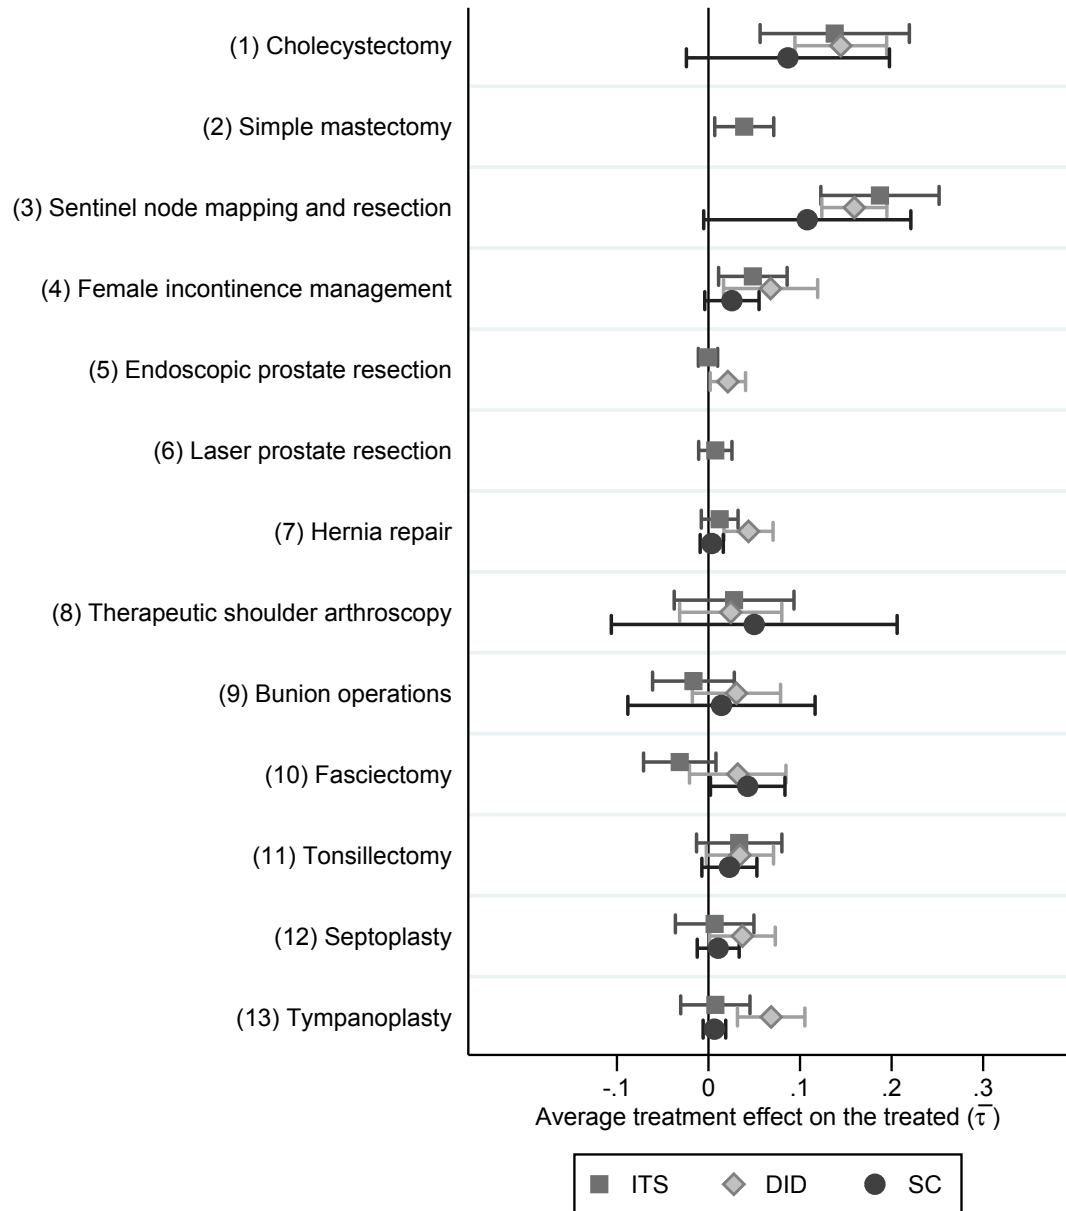 (1) Cholecystectomy
(2) Simple mastectomy
(3) Sentinel node mapping and resection
(4) Female incontinence management
(5) Endoscopic prostate resection
(6) Laser prostate resection
(7) Hernia repair
(8) Therapeutic shoulder arthroscopy
(9) Bunion operations
(10) Fasciectomy
(11) Tonsillectomy
(12) Septoplasty
(13) Tympanoplasty
-.1 0 .1 .2 .3
Average treatment effect on the treated (τ̅)
ITS DID SC